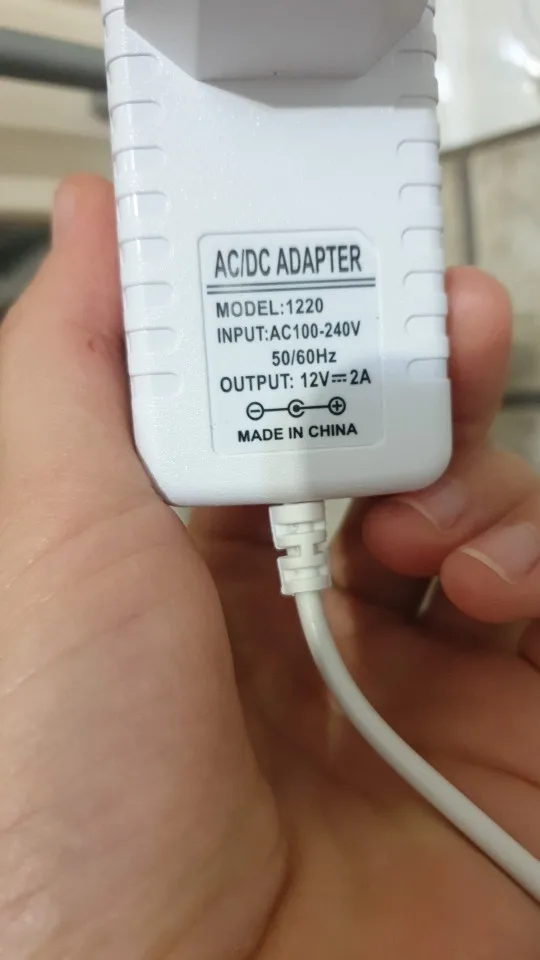 AC/DC ADAPTER
MODEL:1220
INPUT:AC100-240V
50/60Hz
OUTPUT: 12V⎓2A
MADE IN CHINA